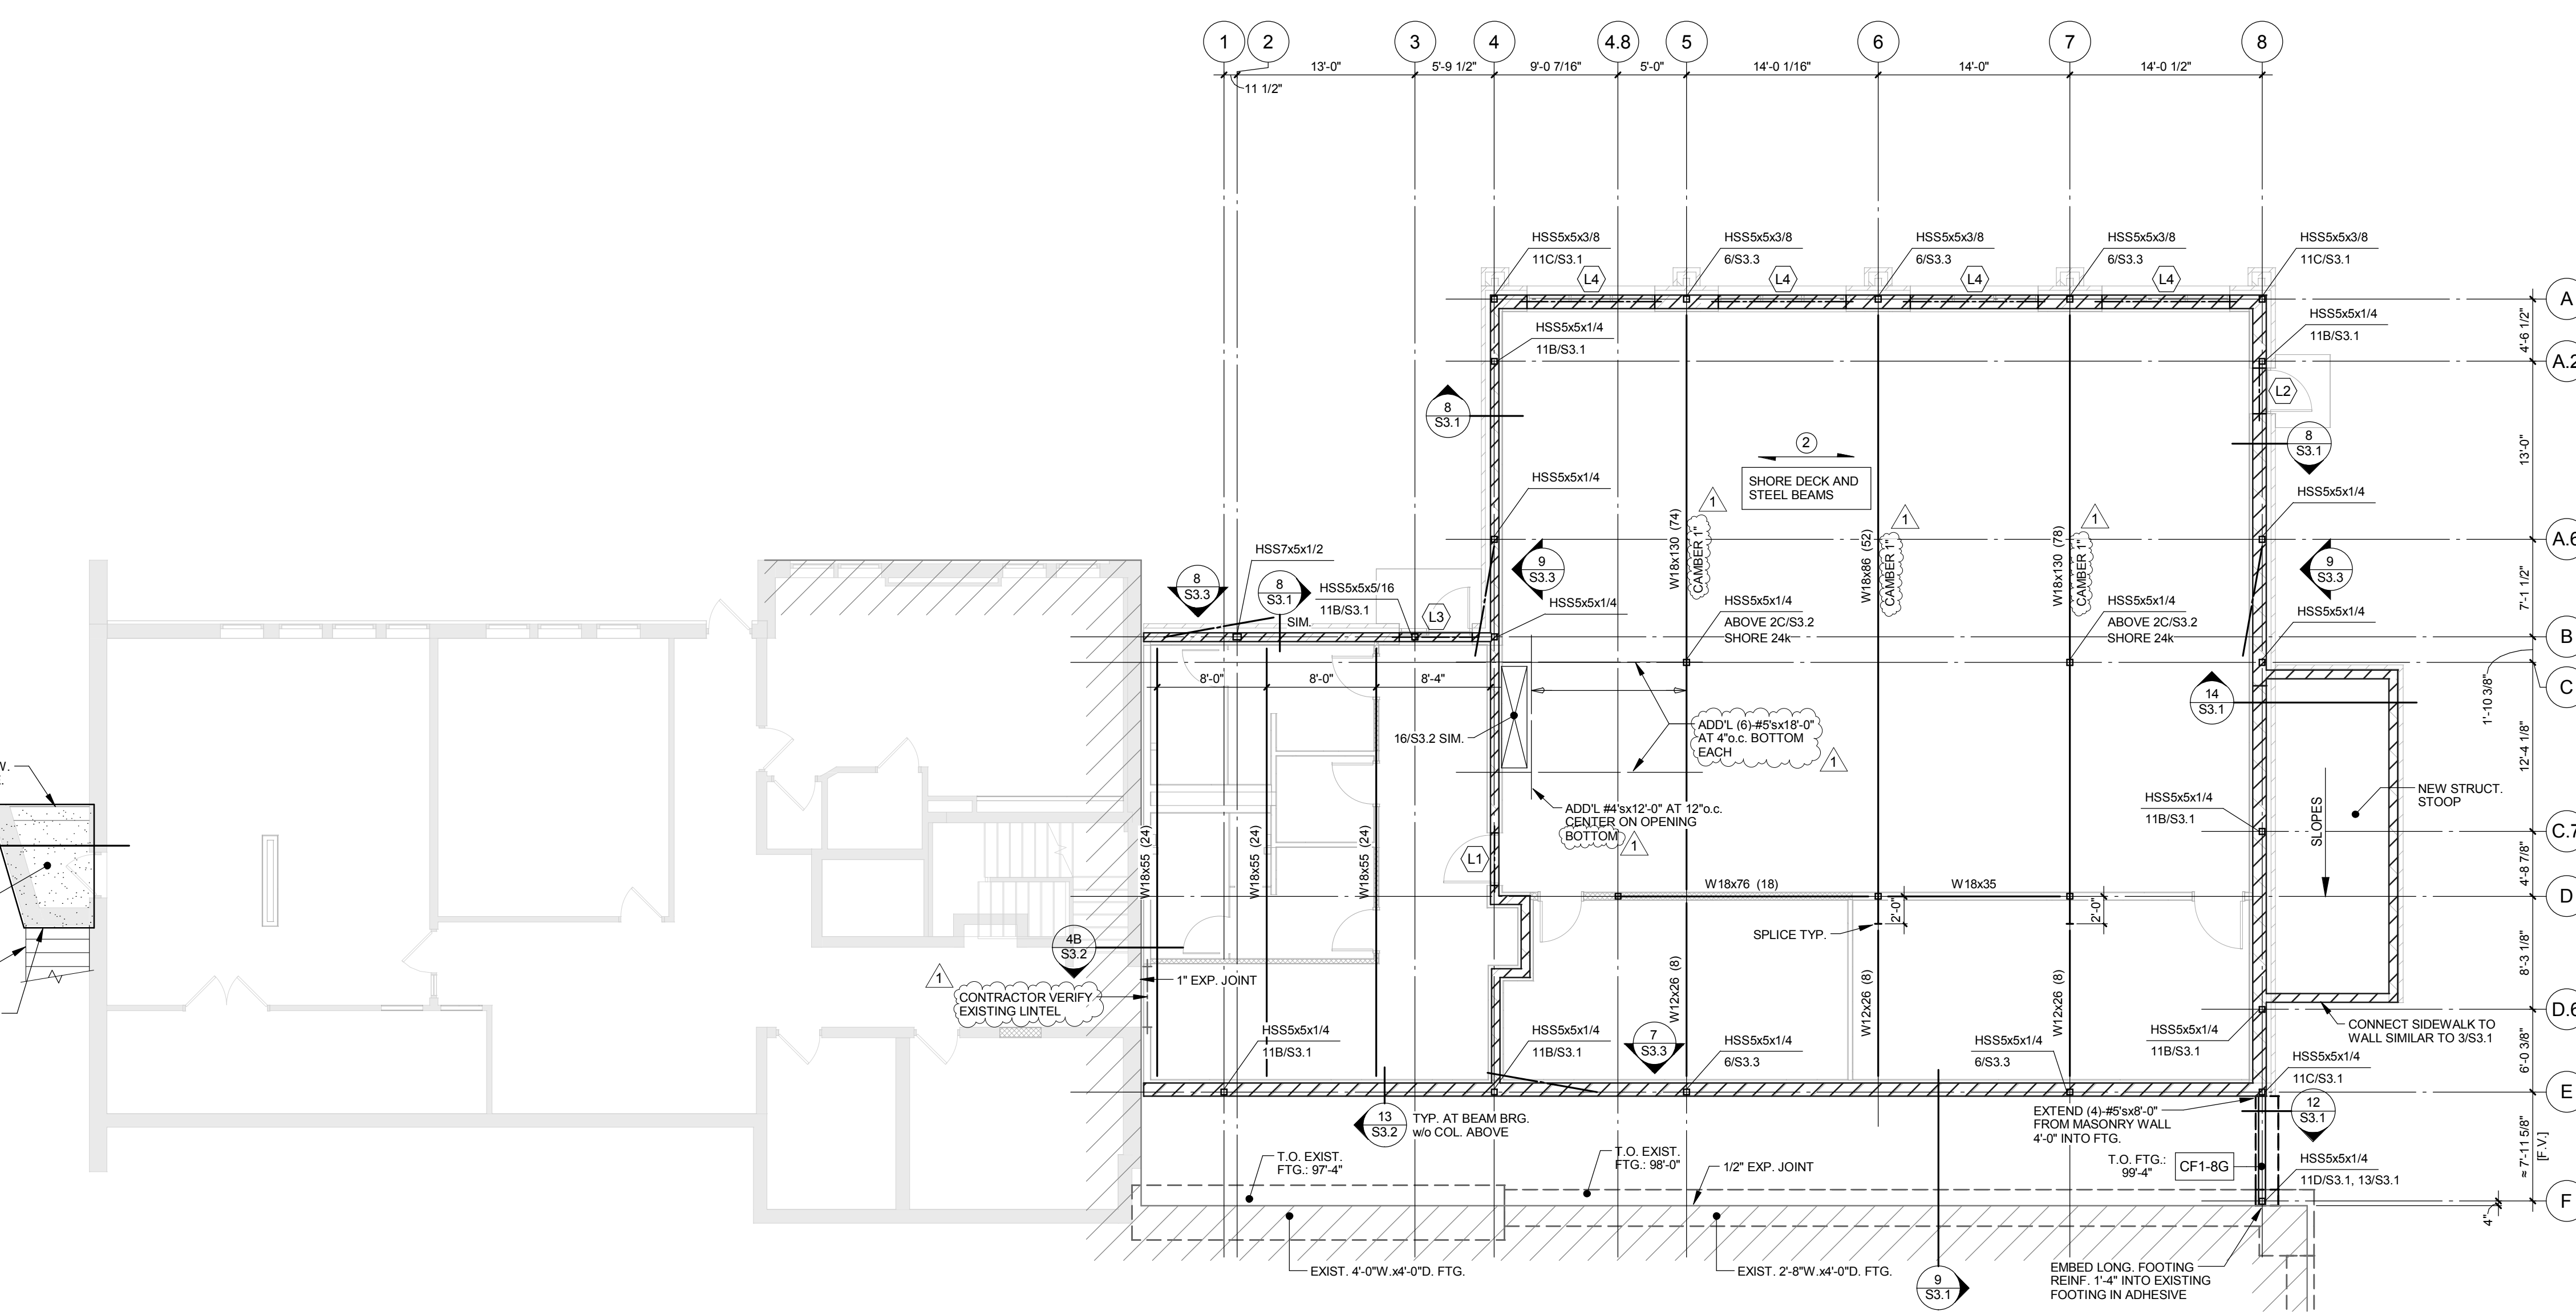 1
2
3
4
4.8
5
6
7
8
13'-0"
5'-9 1/2"
9'-0 7/16"
5'-0"
14'-0 1/16"
14'-0"
14'-0 1/2"
11 1/2"
HSS5x5x3/8
11C/S3.1
HSS5x5x3/8
6/S3.3
HSS5x5x3/8
6/S3.3
HSS5x5x3/8
6/S3.3
HSS5x5x3/8
11C/S3.1
L4
L4
L4
L4
A
4'-6 1/2"
HSS5x5x1/4
11B/S3.1
HSS5x5x1/4
11B/S3.1
A.2
L2
8
S3.1
8
S3.1
2
SHORE DECK AND
STEEL BEAMS
13'-0"
HSS5x5x1/4
HSS5x5x1/4
1
1
1
W18x130 (74)
CAMBER 1"
W18x86 (52)
CAMBER 1"
W18x130 (78)
CAMBER 1"
A.6
HSS7x5x1/2
9
S3.3
9
S3.3
8
S3.3
8
S3.1
SIM.
HSS5x5x5/16
11B/S3.1
L3
HSS5x5x1/4
HSS5x5x1/4
ABOVE 2C/S3.2
SHORE 24k
HSS5x5x1/4
ABOVE 2C/S3.2
SHORE 24k
HSS5x5x1/4
7'-1 1/2"
B
1'-10 3/8"
C
8'-0"
8'-0"
8'-4"
14
S3.1
16/S3.2 SIM.
ADD'L (6)-#5'sx18'-0"
AT 4"o.c. BOTTOM
EACH
1
12'-4 1/8"
W.
ADD'L #4'sx12'-0" AT 12"o.c.
CENTER ON OPENING
BOTTOM
1
NEW STRUCT.
STOOP
SLOPES
HSS5x5x1/4
11B/S3.1
C.7
L1
W18x55 (24)
W18x55 (24)
W18x55 (24)
4'-8 7/8"
W18x76 (18)
W18x35
D
2'-0"
2'-0"
SPLICE TYP.
4B
S3.2
8'-3 1/8"
1
1" EXP. JOINT
CONTRACTOR VERIFY
EXISTING LINTEL
W12x26 (8)
W12x26 (8)
W12x26 (8)
D.6
CONNECT SIDEWALK TO
WALL SIMILAR TO 3/S3.1
HSS5x5x1/4
11B/S3.1
HSS5x5x1/4
11B/S3.1
7
S3.3
HSS5x5x1/4
6/S3.3
HSS5x5x1/4
6/S3.3
HSS5x5x1/4
11B/S3.1
6'-0 3/8"
HSS5x5x1/4
11C/S3.1
E
13
S3.2
TYP. AT BEAM BRG.
w/o COL. ABOVE
EXTEND (4)-#5'sx8'-0"
FROM MASONRY WALL
4'-0" INTO FTG.
12
S3.1
T.O. EXIST.
FTG.: 97'-4"
T.O. EXIST.
FTG.: 98'-0"
1/2" EXP. JOINT
T.O. FTG.:
99'-4"
CF1-8G
HSS5x5x1/4
11D/S3.1, 13/S3.1
≈ 7'-11 5/8"
[F.V.]
F
4"
EXIST. 4'-0"W.x4'-0"D. FTG.
EXIST. 2'-8"W.x4'-0"D. FTG.
9
S3.1
EMBED LONG. FOOTING
REINF. 1'-4" INTO EXISTING
FOOTING IN ADHESIVE